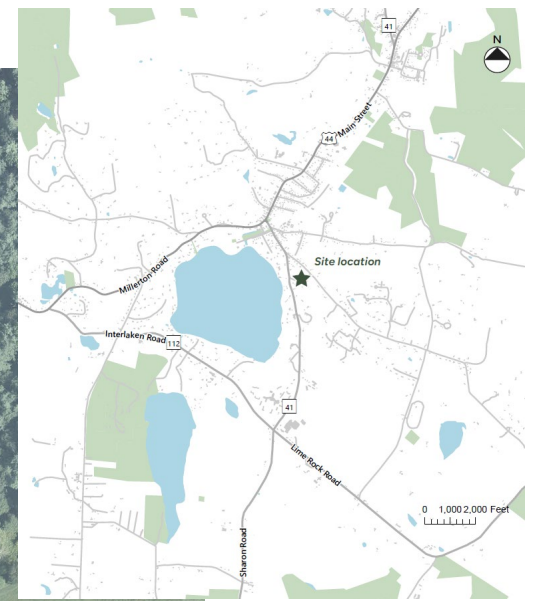 41
N
44
Main Street
Site location
Millerton Road
Interlaken Road
112
41
Lime Rock Road
0 1,000 2,000 Feet
Sharon Road